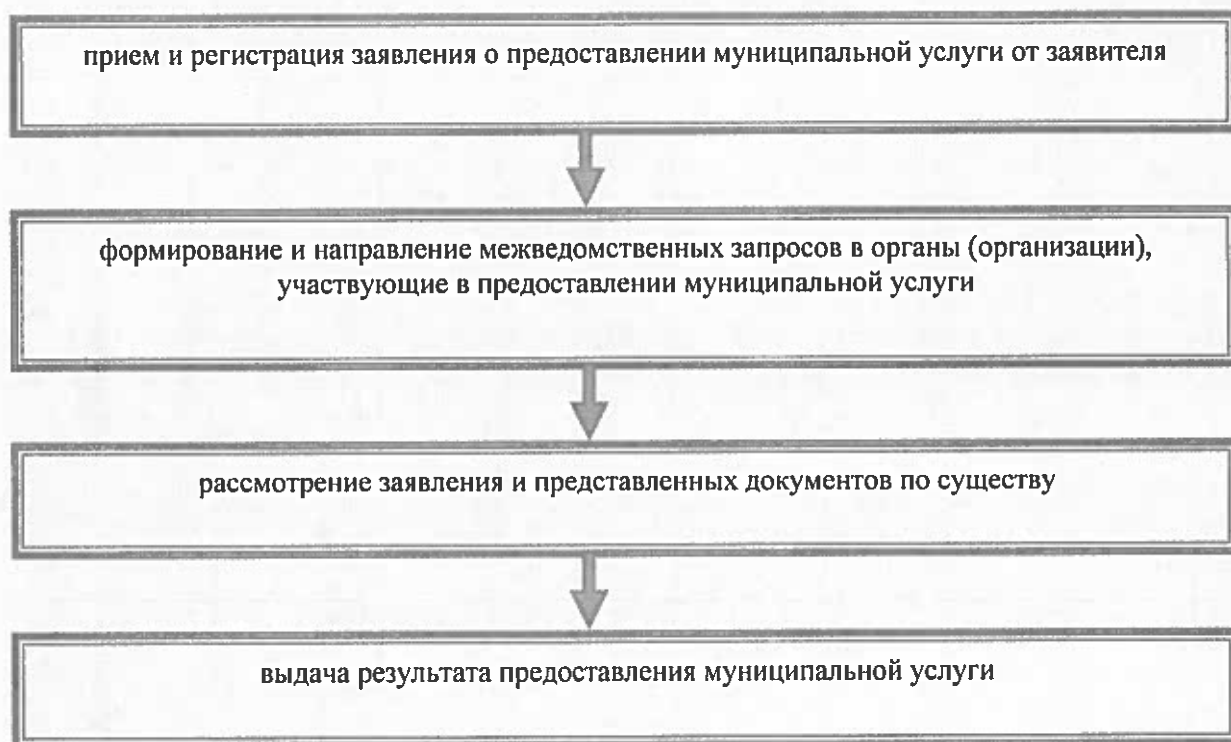 прием и регистрация заявления о предоставлении муниципальной услуги от заявителя
формирование и направление межведомственных запросов в органы (организации),
участвующие в предоставлении муниципальной услуги
рассмотрение заявления и представленных документов по существу
выдача результата предоставления муниципальной услуги